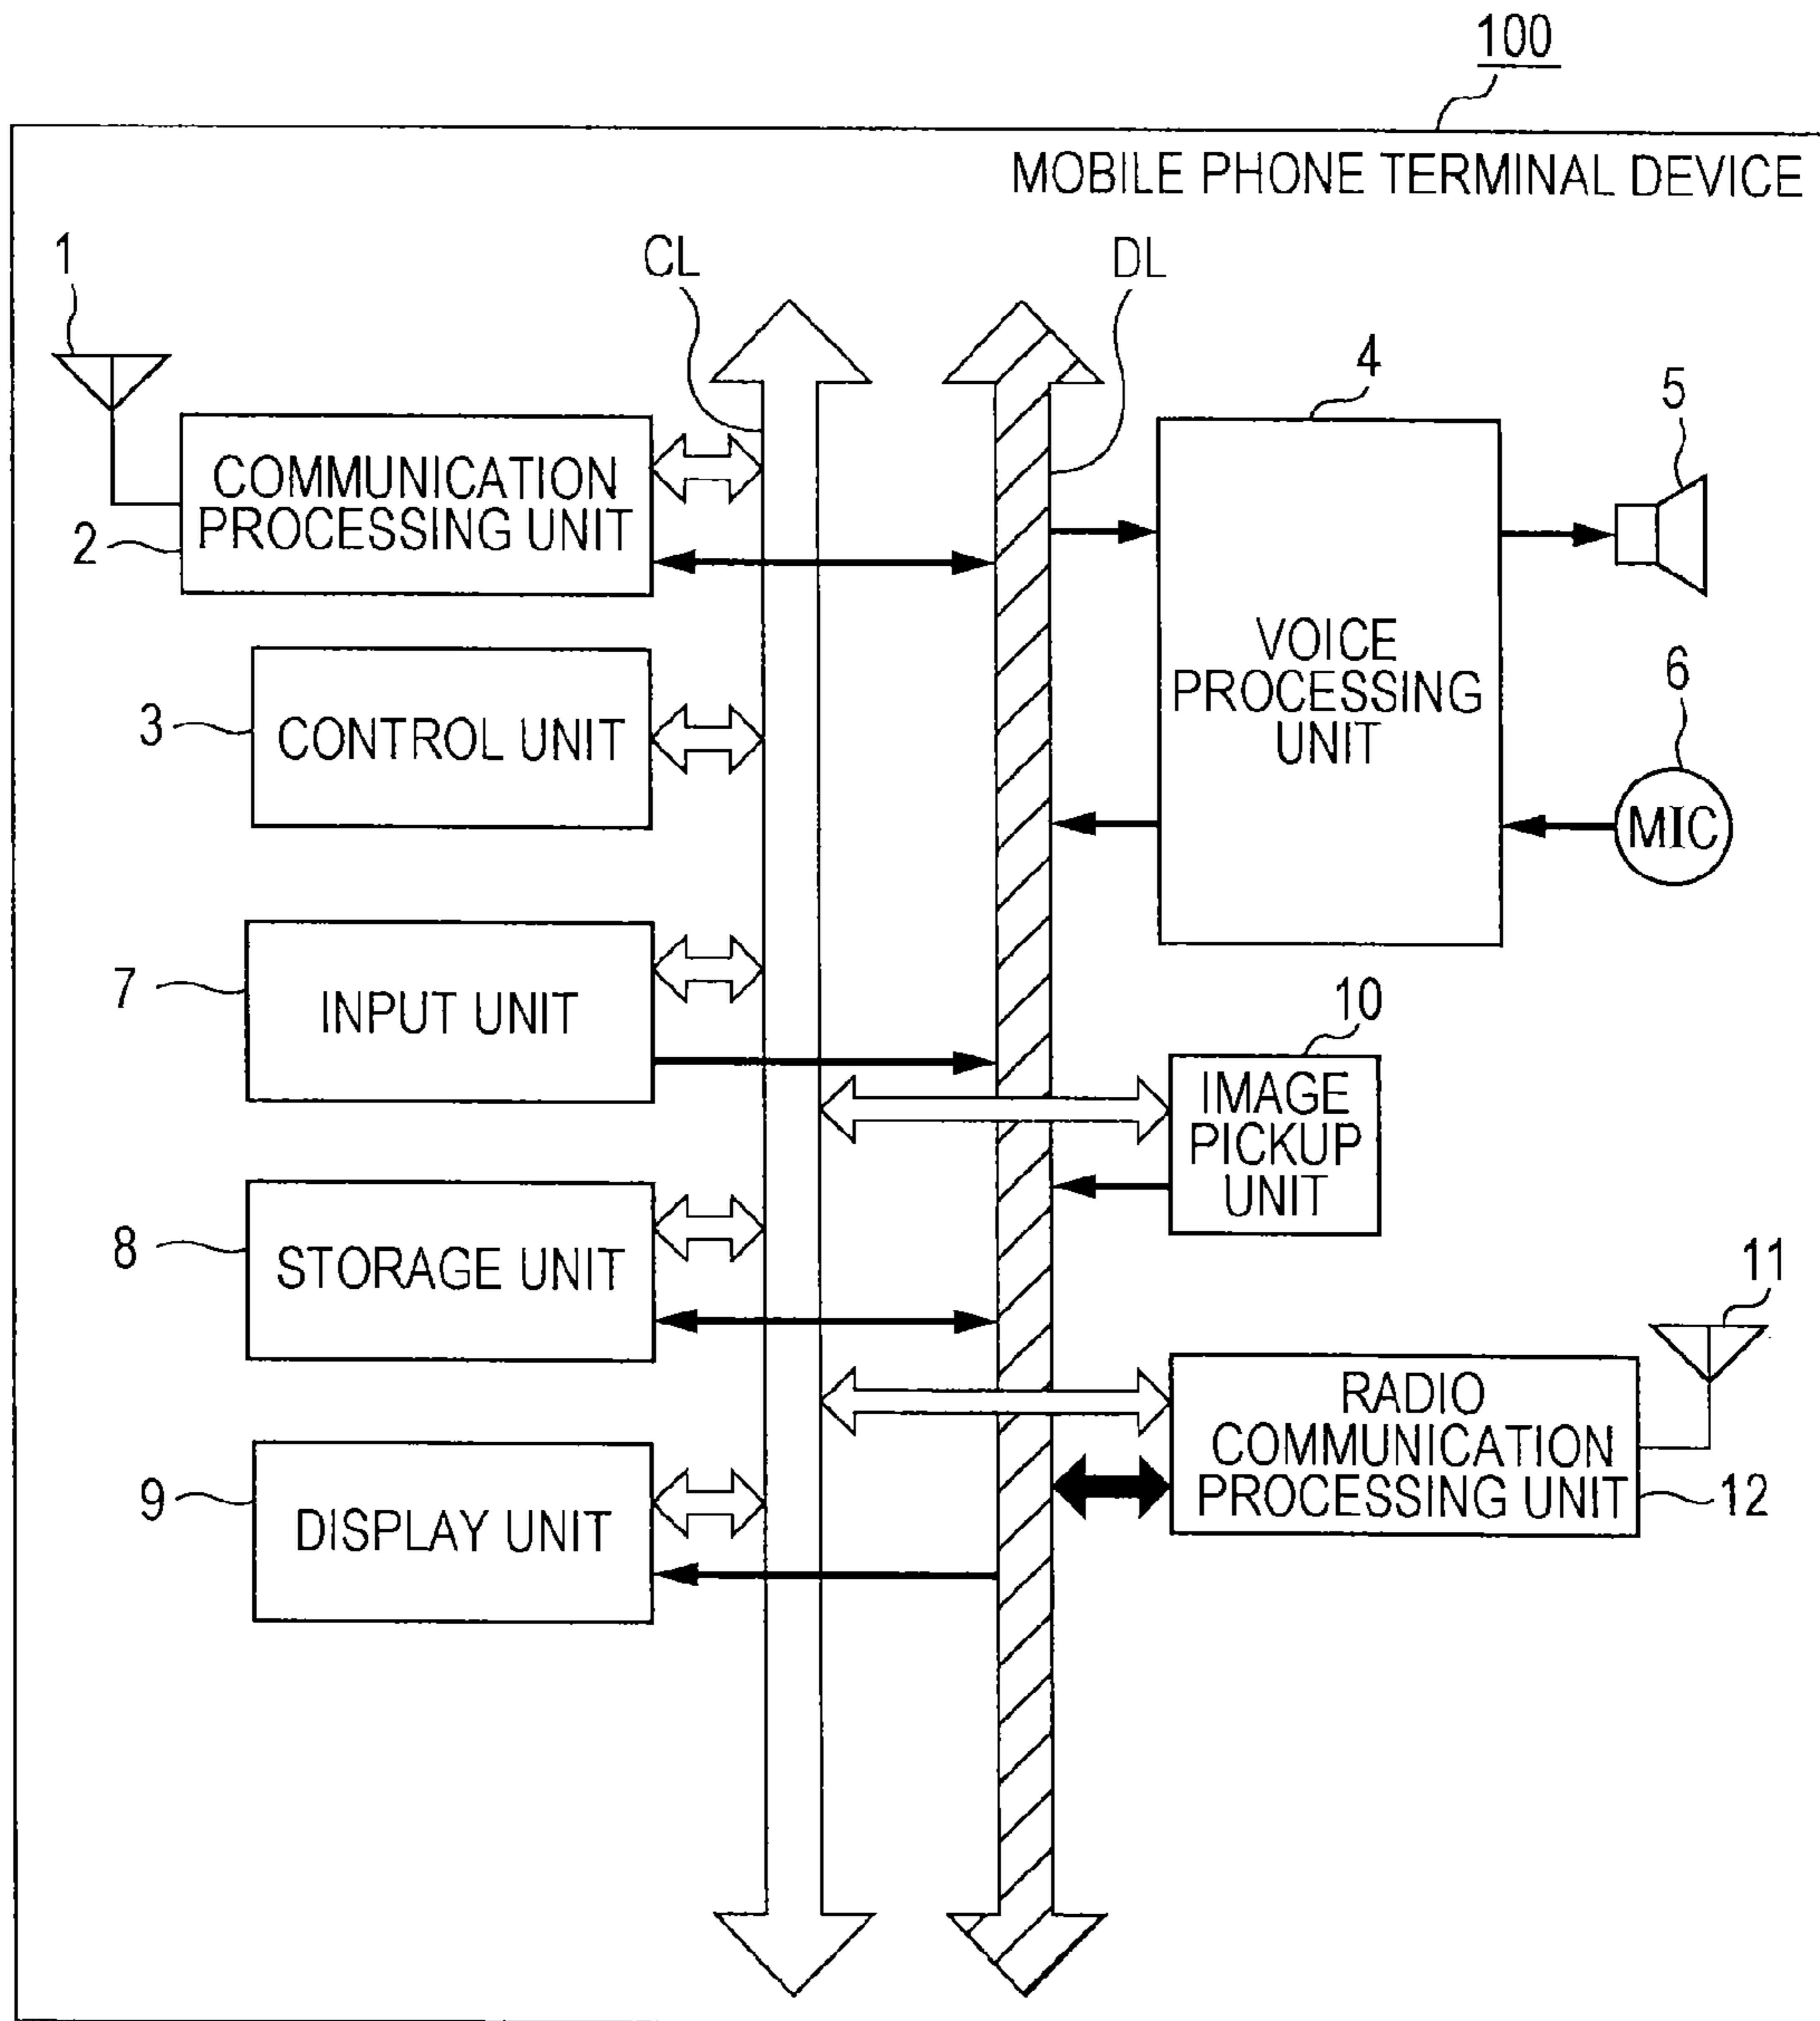 100
MOBILE PHONE TERMINAL DEVICE
1
CL
DL
4
5
COMMUNICATION
PROCESSING UNIT
2
VOICE
PROCESSING
UNIT
6
MIC
3
CONTROL UNIT
7
INPUT UNIT
10
IMAGE
PICKUP
UNIT
8
STORAGE UNIT
11
RADIO
COMMUNICATION
PROCESSING UNIT
12
9
DISPLAY UNIT